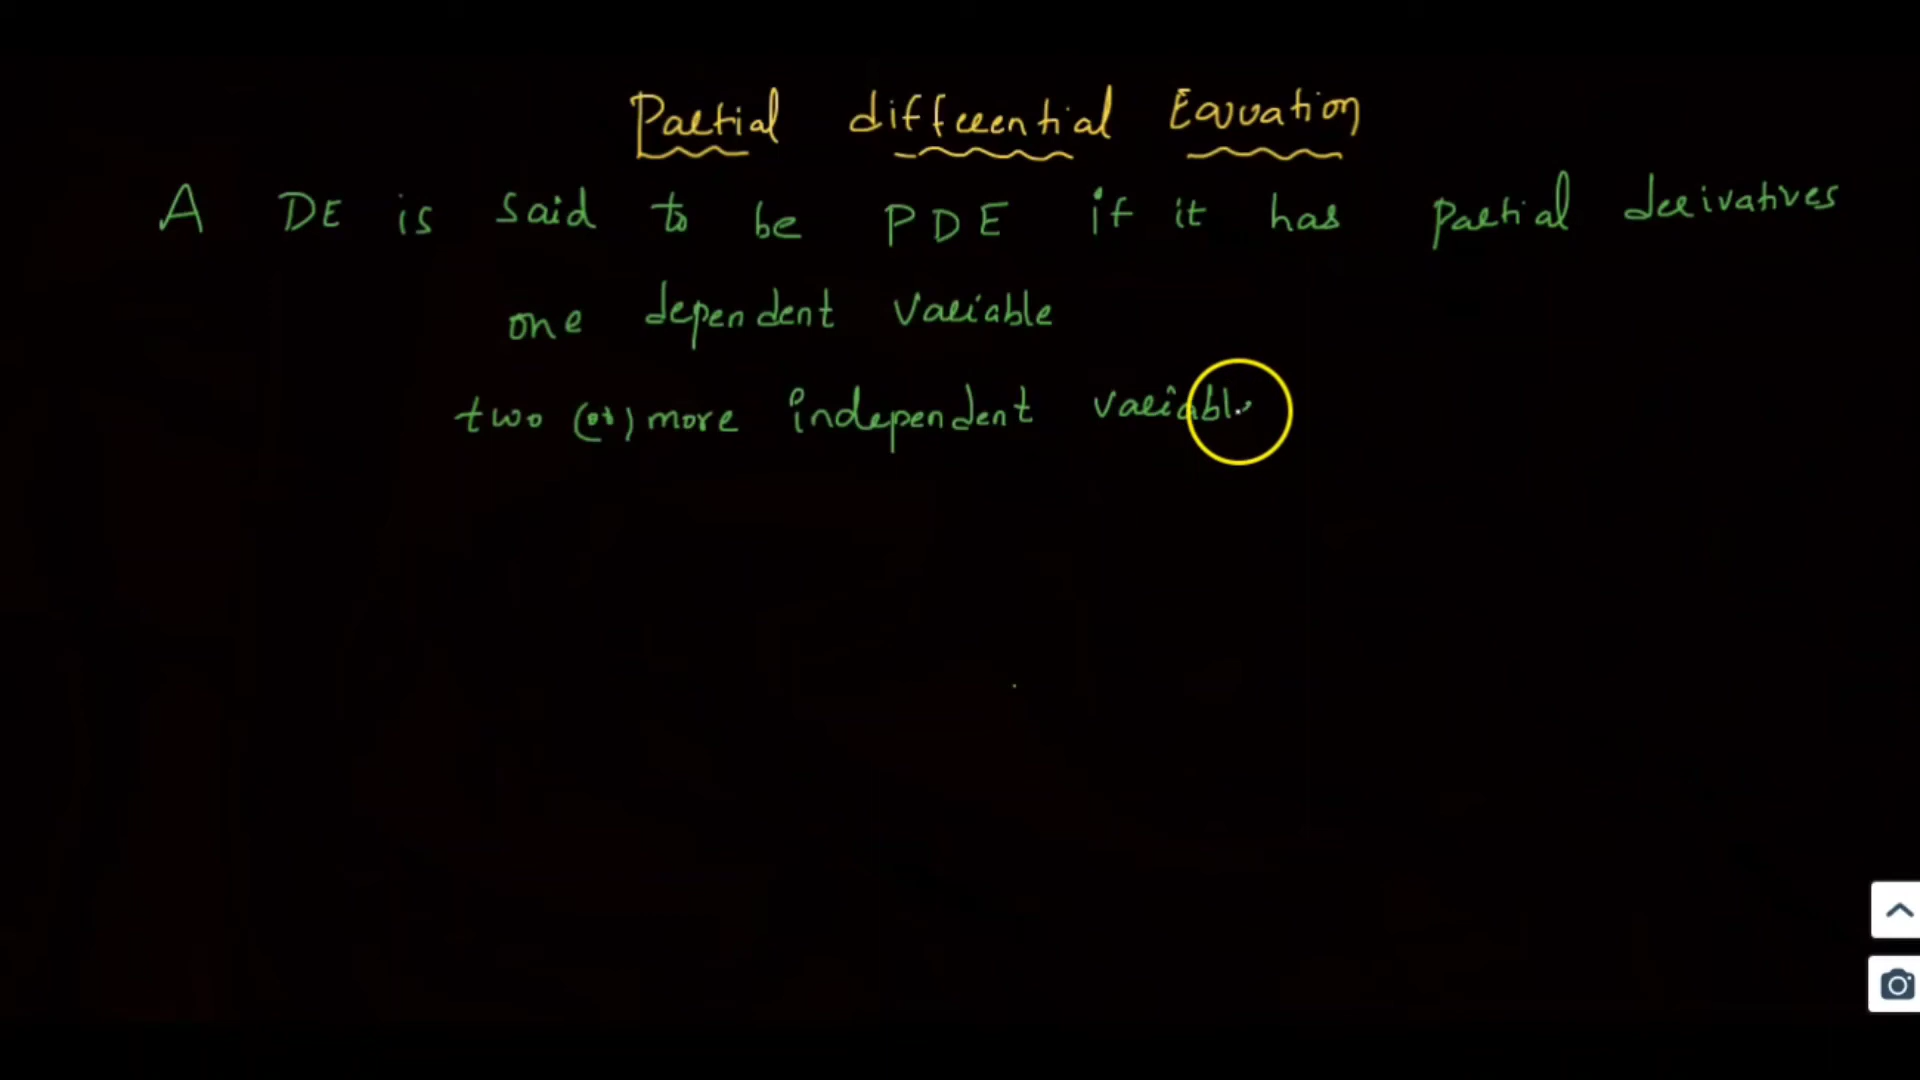 Partial differential Equation
A DE is said to be PDE if it has partial derivatives
one dependent variable
two (or) more independent variabl